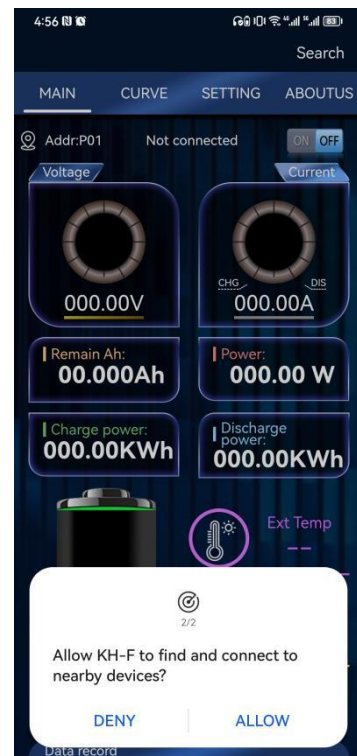 4:56
83
Search
MAIN CURVE SETTING ABOUTUS
Addr:P01 Not connected ON OFF
Voltage Current
CHG DIS
000.00V 000.00A
Remain Ah: Power:
00.000Ah 000.00 W
Charge power: Discharge power:
000.00KWh 000.00KWh
Ext Temp
--
2/2
Allow KH-F to find and connect to
nearby devices?
DENY ALLOW
Data record